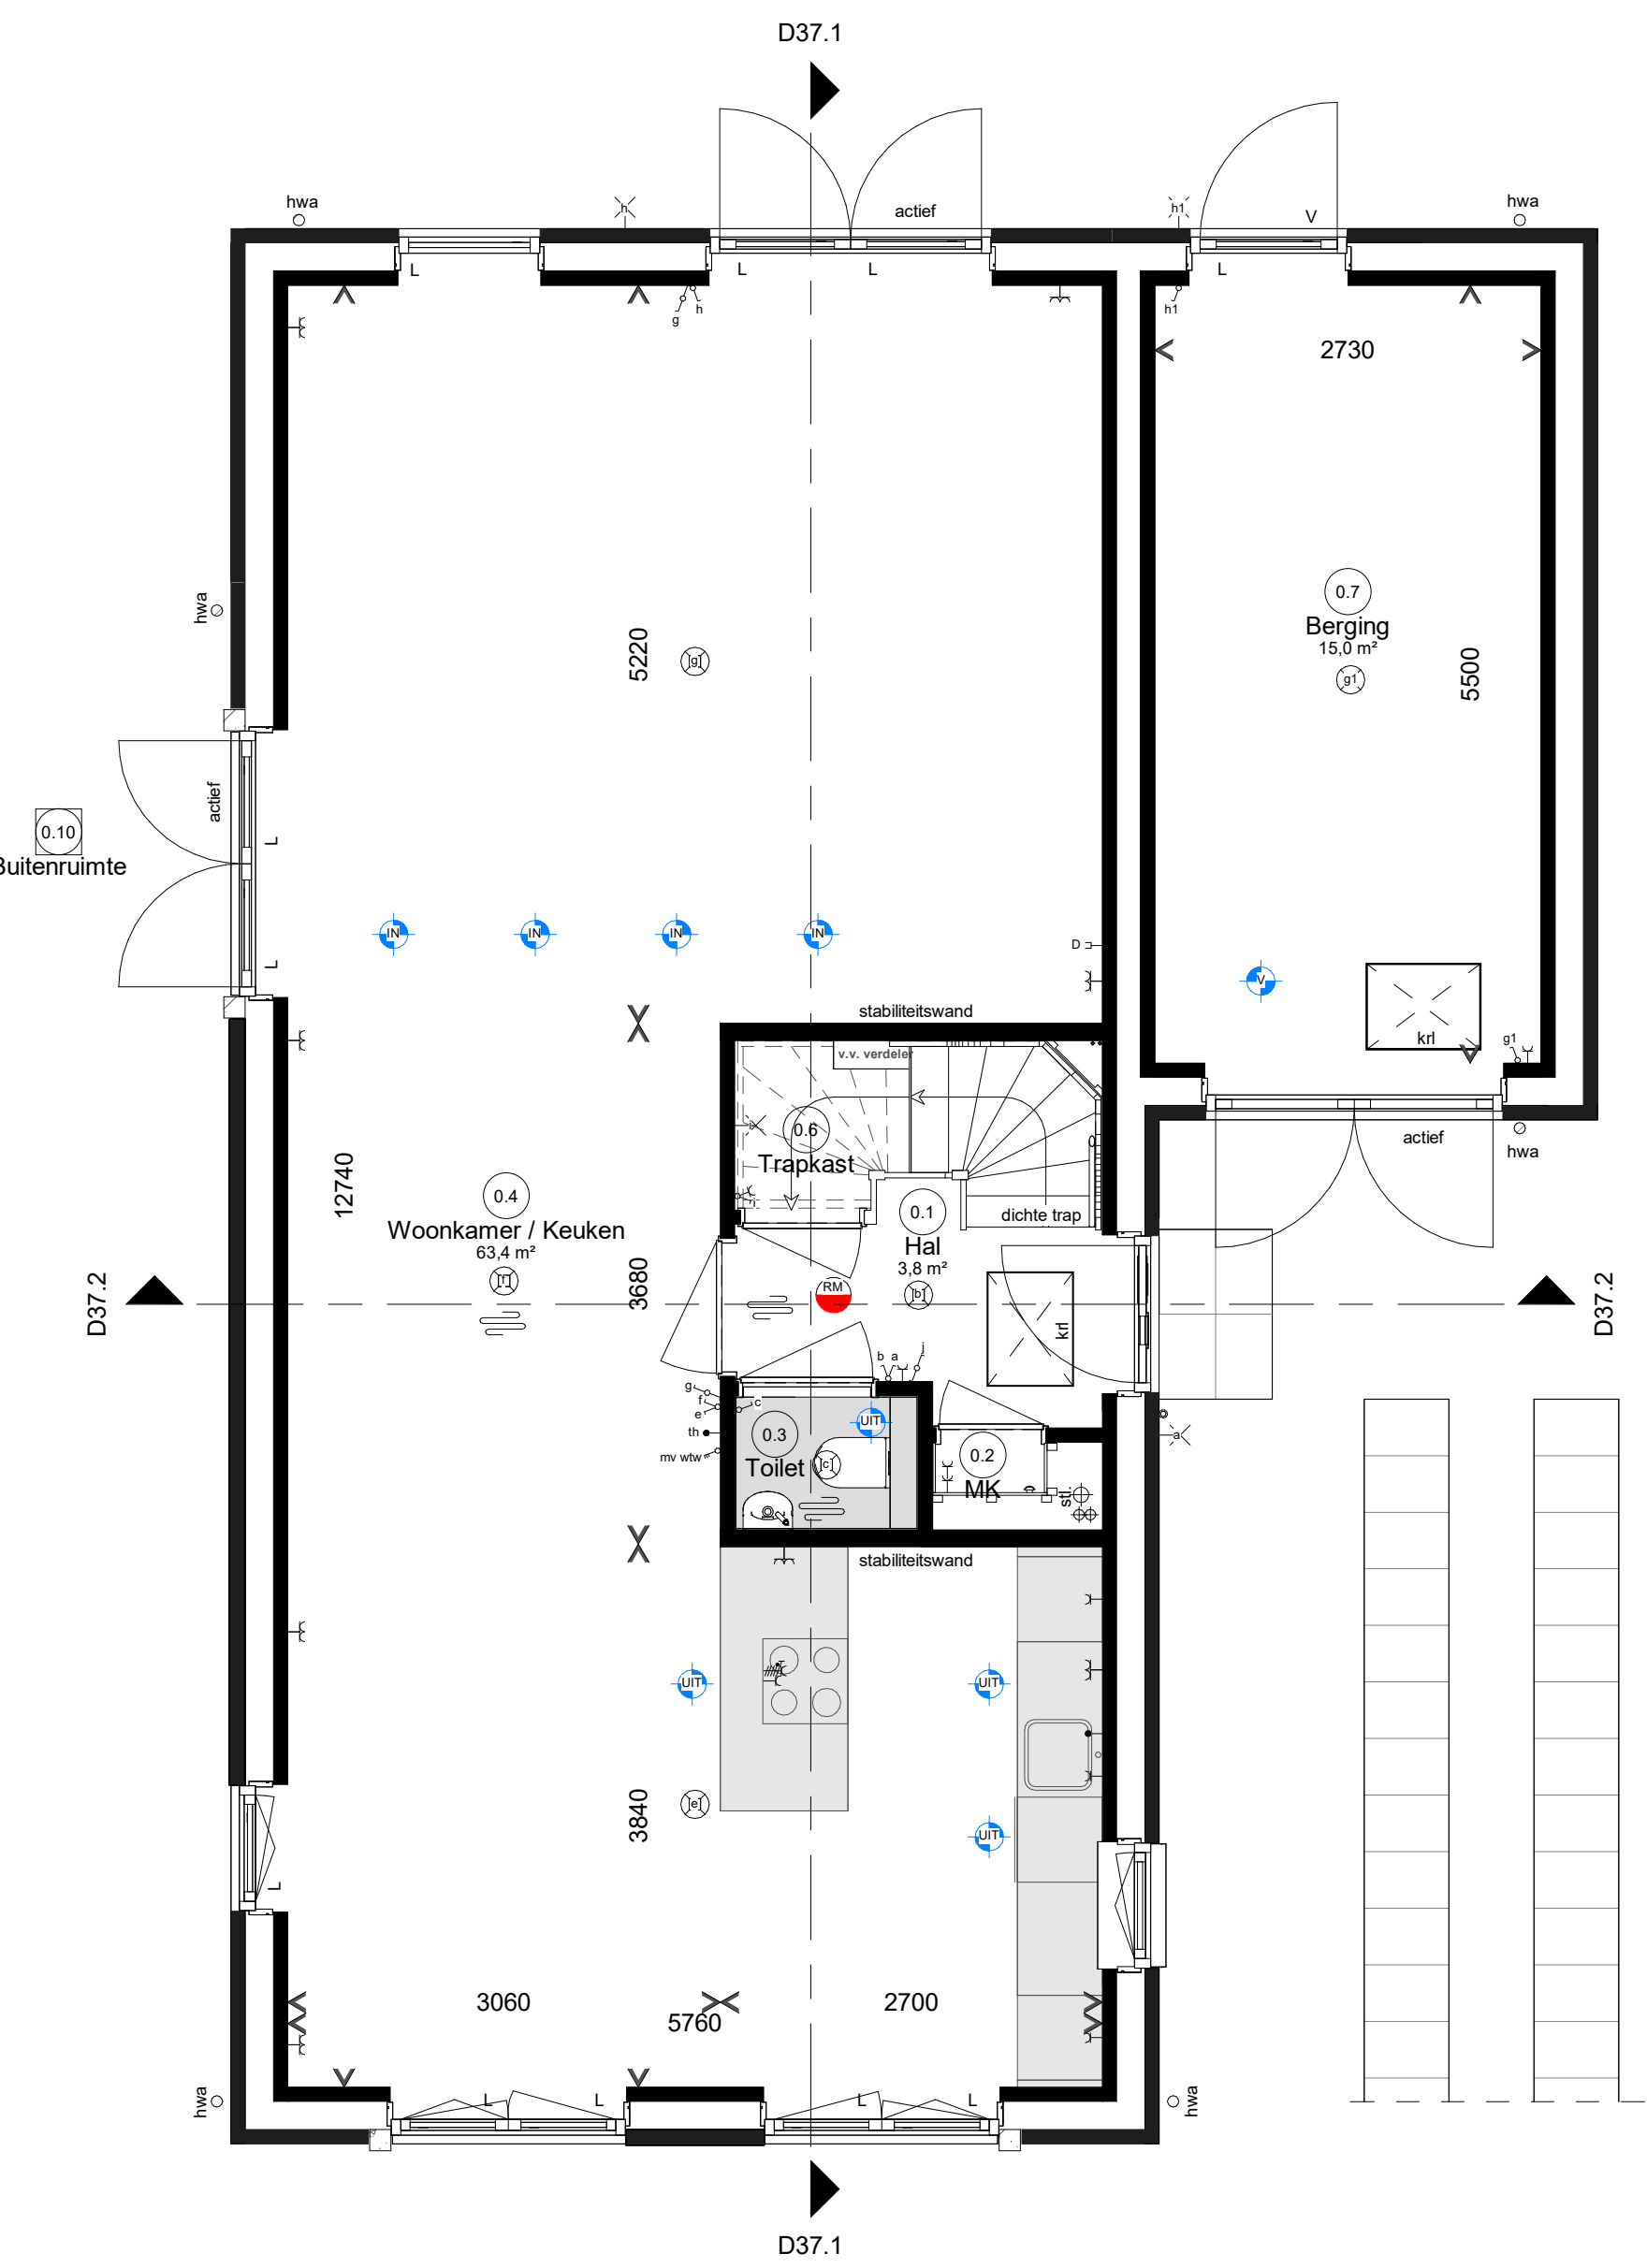 D37.1
hwa
h
actief
h1
V
hwa
L
L
L
L
g
h
h1
2730
hwa
0.7
Berging
15,0 m²
g1
5220
g
5500
actief
0.10
Buitenruimte
L
L
IN
IN
IN
IN
D
V
stabiliteitswand
krl
g1
v.v. verdeler
0.6
Trapkast
actief
hwa
12740
0.4
Woonkamer / Keuken
63,4 m²
f
0.1
Hal
3,8 m²
b
dichte trap
3680
RM
krl
D37.2
D37.2
b a
j
g
f
e
c
th
mv wtw
UIT
0.3
Toilet
c
0.2
MK
stl.
a
stabiliteitswand
UIT
UIT
3840
e
UIT
L
3060
5760
2700
hwa
L
L
L
L
hwa
D37.1